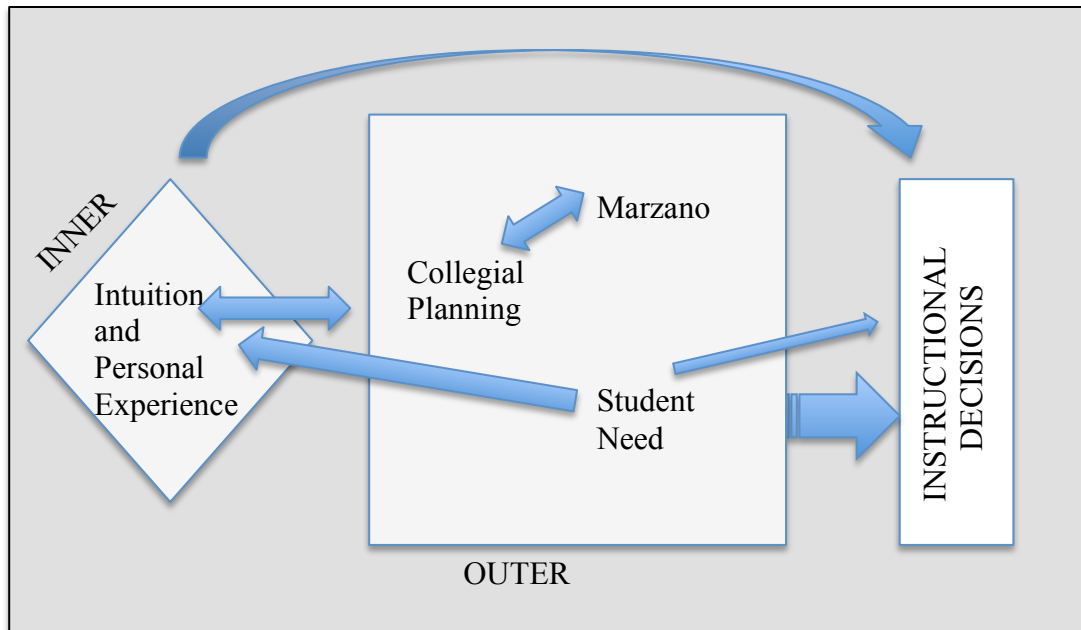 INNER
Intuition
and
Personal
Experience
Marzano
Collegial
Planning
Student
Need
OUTER
INSTRUCTIONAL
DECISIONS